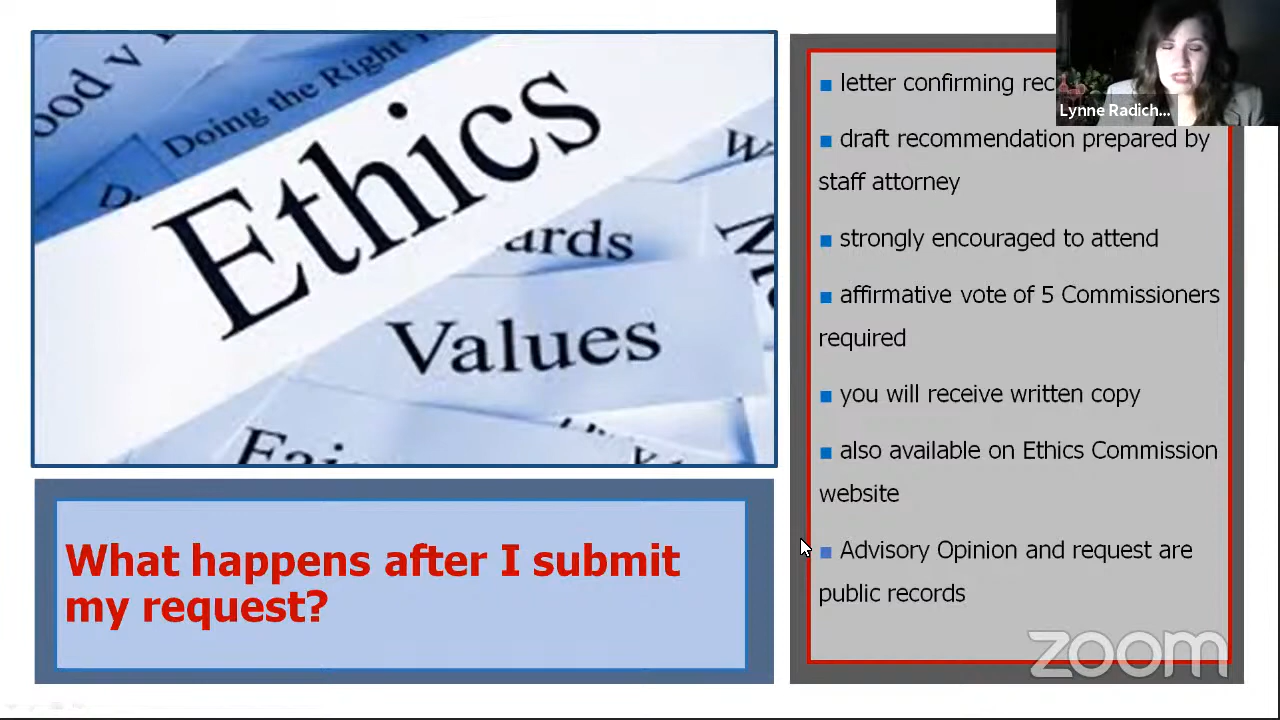 ood v
Doing the Right
Ethics
ards
Values
What happens after I submit
my request?
■ letter confirming rec
■ draft recommendation prepared by
staff attorney
■ strongly encouraged to attend
■ affirmative vote of 5 Commissioners
required
■ you will receive written copy
■ also available on Ethics Commission
website
■ Advisory Opinion and request are
public records
Lynne Radich...
zoom